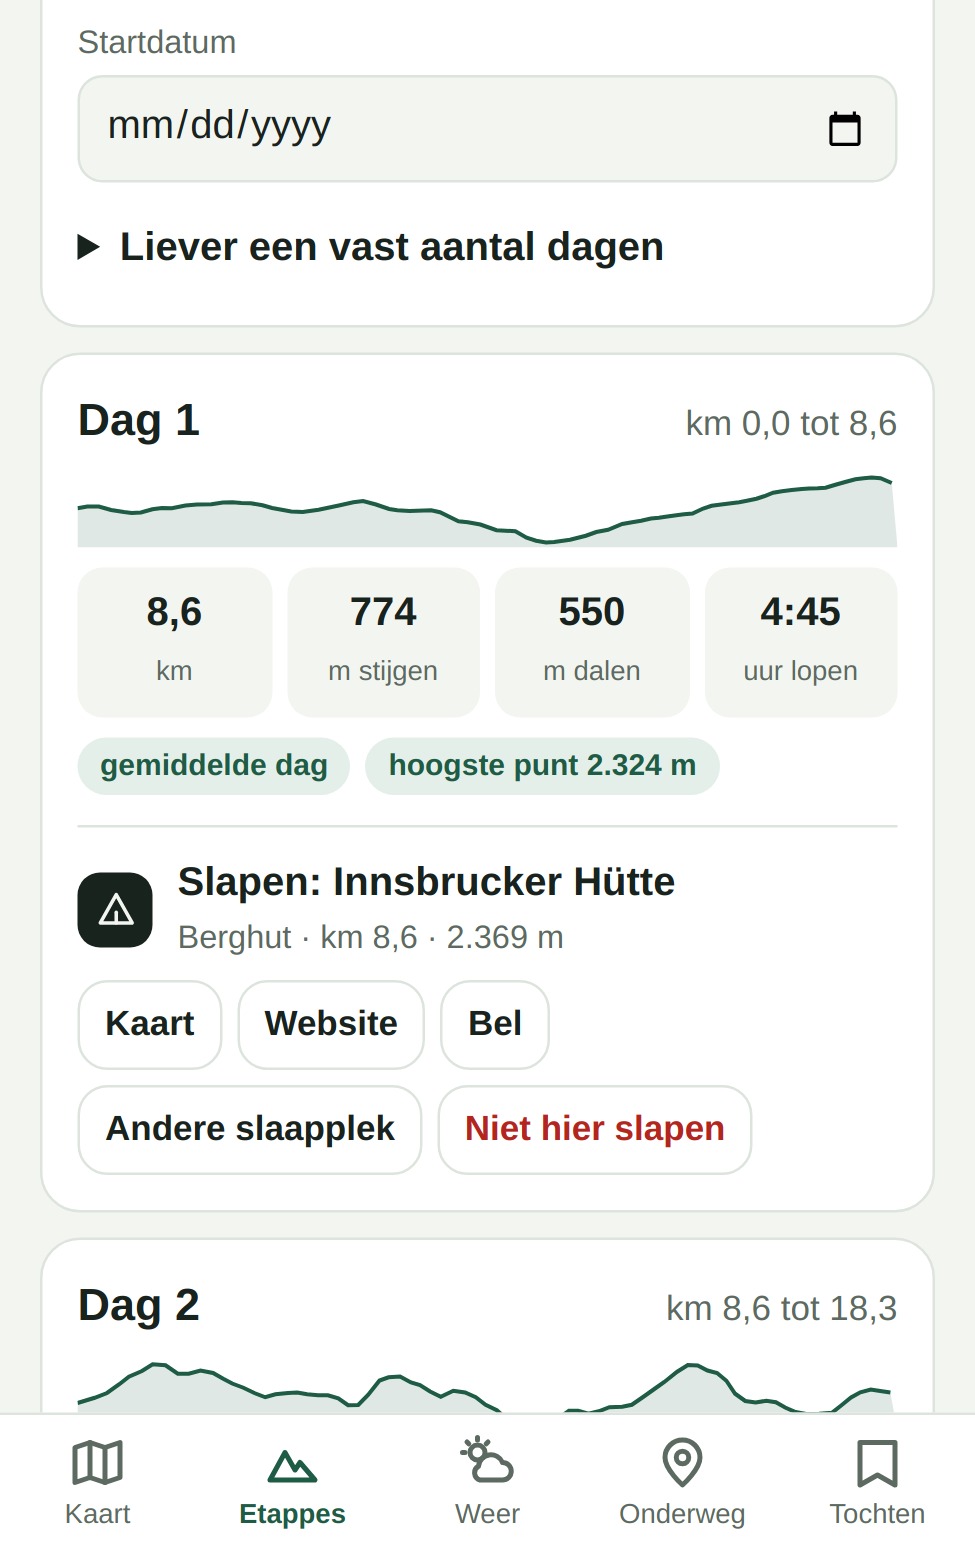 Startdatum
mm/dd/yyyy
Liever een vast aantal dagen
Dag 1
km 0,0 tot 8,6
8,6
km
774
m stijgen
550
m dalen
4:45
uur lopen
gemiddelde dag
hoogste punt 2.324 m
Slapen: Innsbrucker Hütte
Berghut · km 8,6 · 2.369 m
Kaart
Website
Bel
Andere slaapplek
Niet hier slapen
Dag 2
km 8,6 tot 18,3
Kaart
Etappes
Weer
Onderweg
Tochten